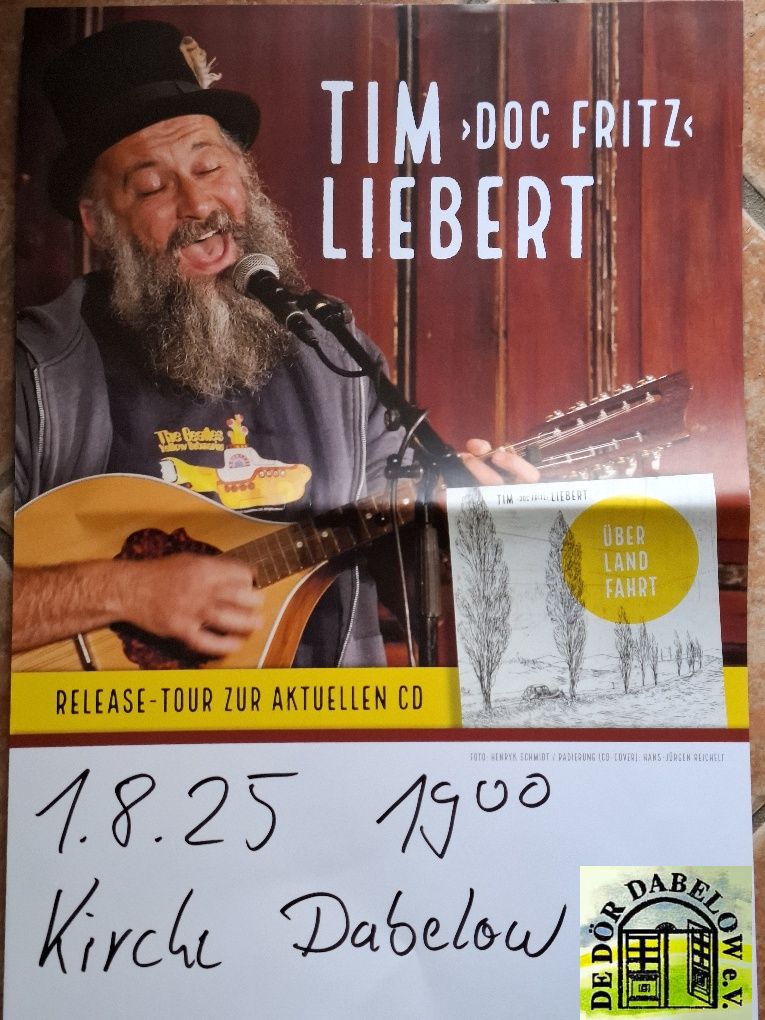 TIM ›DOC FRITZ‹
LIEBERT
The Beatles
Yellow Submarine
TIM ›DOC FRITZ‹ LIEBERT
ÜBER
LAND
FAHRT
RELEASE-TOUR ZUR AKTUELLEN CD
FOTO: HENRYK SCHMIDT / RADIERUNG (CD-COVER): HANS-JÜRGEN REICHELT
1.8.25 19⁰⁰
Kirche Dabelow
DE DÖR DABELOW e.V.